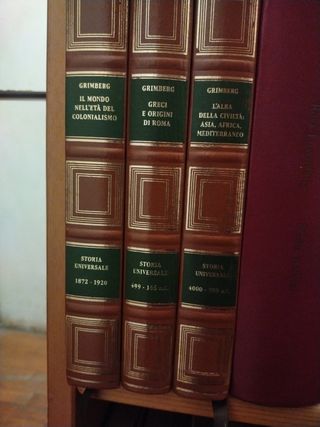 GRIMBERG
IL MONDO
NELL'ETÀ DEL
COLONIALISMO
STORIA
UNIVERSALE
1872 - 1920
GRIMBERG
GRECI
E ORIGINI
DI ROMA
STORIA
UNIVERSALE
GRIMBERG
L'ALBA
DELLA CIVILTÀ:
ASIA, AFRICA,
MEDITERRANEO
STORIA
UNIVERSALE